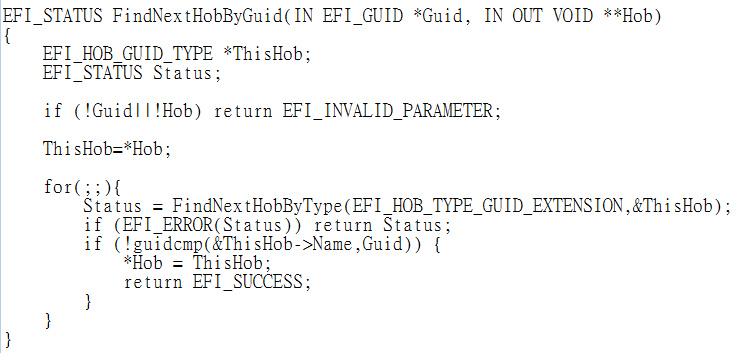 EFI_STATUS FindNextHobByGuid(IN EFI_GUID *Guid, IN OUT VOID **Hob)
{
    EFI_HOB_GUID_TYPE *ThisHob;
    EFI_STATUS Status;

    if (!Guid||!Hob) return EFI_INVALID_PARAMETER;

    ThisHob=*Hob;

    for(;;){
        Status = FindNextHobByType(EFI_HOB_TYPE_GUID_EXTENSION,&ThisHob);
        if (EFI_ERROR(Status)) return Status;
        if (!guidcmp(&ThisHob->Name,Guid)) {
            *Hob = ThisHob;
            return EFI_SUCCESS;
        }
    }
}